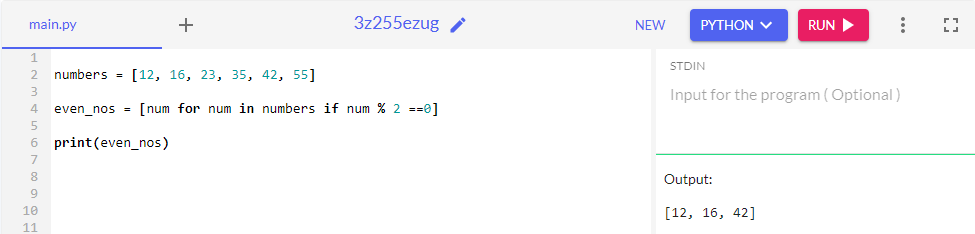 main.py + 3z255ezug NEW PYTHON RUN
1
2 numbers = [12, 16, 23, 35, 42, 55]
3
4 even_nos = [num for num in numbers if num % 2 ==0]
5
6 print(even_nos)
7
8
9
10
11
STDIN
Input for the program ( Optional )
Output:
[12, 16, 42]